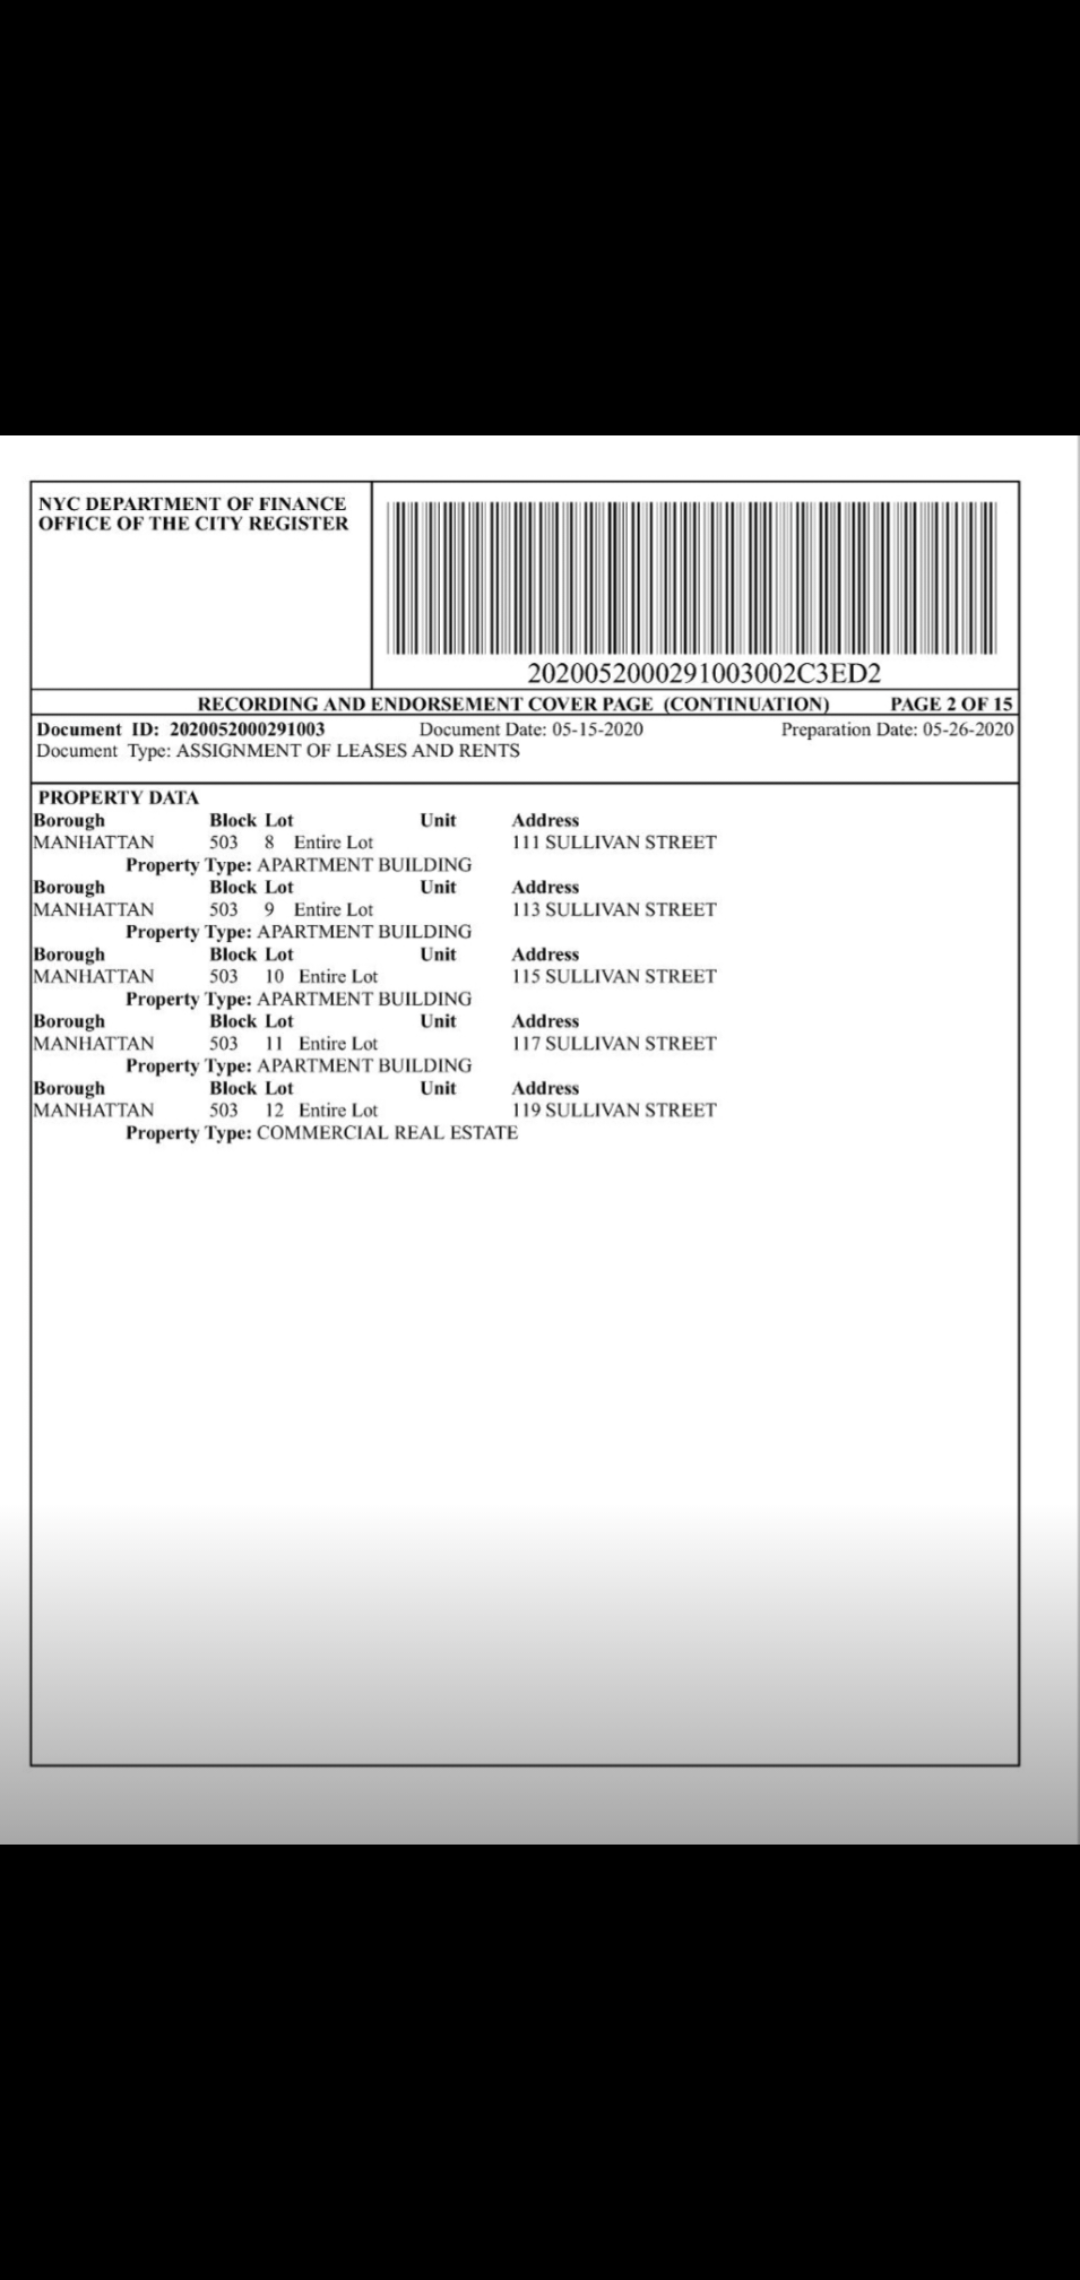 NYC DEPARTMENT OF FINANCE
OFFICE OF THE CITY REGISTER
2020052000291003002C3ED2
RECORDING AND ENDORSEMENT COVER PAGE (CONTINUATION) PAGE 2 OF 15
Document ID: 2020052000291003 Document Date: 05-15-2020 Preparation Date: 05-26-2020
Document Type: ASSIGNMENT OF LEASES AND RENTS
PROPERTY DATA
Borough Block Lot Unit Address
MANHATTAN 503 8 Entire Lot 111 SULLIVAN STREET
Property Type: APARTMENT BUILDING
Borough Block Lot Unit Address
MANHATTAN 503 9 Entire Lot 113 SULLIVAN STREET
Property Type: APARTMENT BUILDING
Borough Block Lot Unit Address
MANHATTAN 503 10 Entire Lot 115 SULLIVAN STREET
Property Type: APARTMENT BUILDING
Borough Block Lot Unit Address
MANHATTAN 503 11 Entire Lot 117 SULLIVAN STREET
Property Type: APARTMENT BUILDING
Borough Block Lot Unit Address
MANHATTAN 503 12 Entire Lot 119 SULLIVAN STREET
Property Type: COMMERCIAL REAL ESTATE